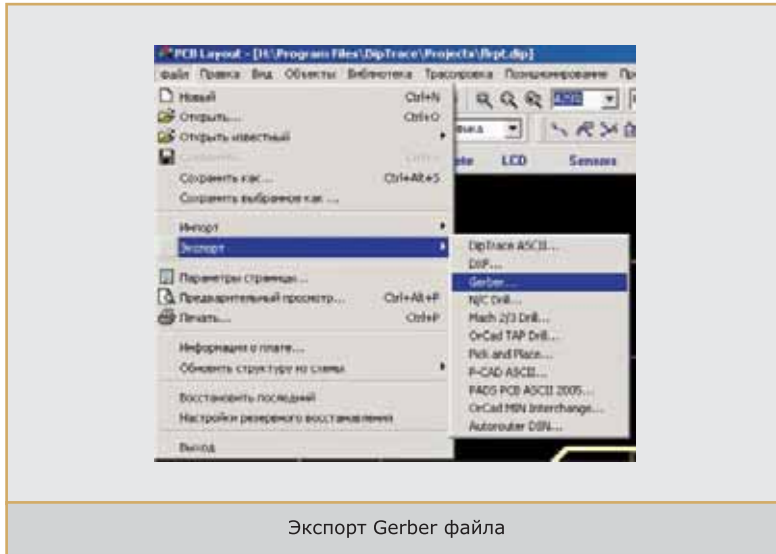 PCB Layout - [H:\Program Files\DipTrace\Projects\flrpt.dip]
Файл Правка Вид Объекты Библиотека Трассировка Позиционирование
Новый Ctrl+N
Открыть... Ctrl+O
Открыть известный
Сохранить
Сохранить как... Ctrl+Alt+S
Сохранить выбранное как ...
Импорт
Экспорт
Параметры страницы...
Предварительный просмотр... Ctrl+Alt+P
Печать... Ctrl+P
Информация о плате...
Обновить структуру из схемы
Восстановить последний
Настройки резервного восстановления
Выход
LCD Sensors
DipTrace ASCII...
DXF...
Gerber...
N/C Drill...
Mach 2/3 Drill...
OrCad TAP Drill...
Pick and Place...
P-CAD ASCII...
PADS PCB ASCII 2005...
OrCad MIN Interchange...
Autorouter DSN...
Экспорт Gerber файла